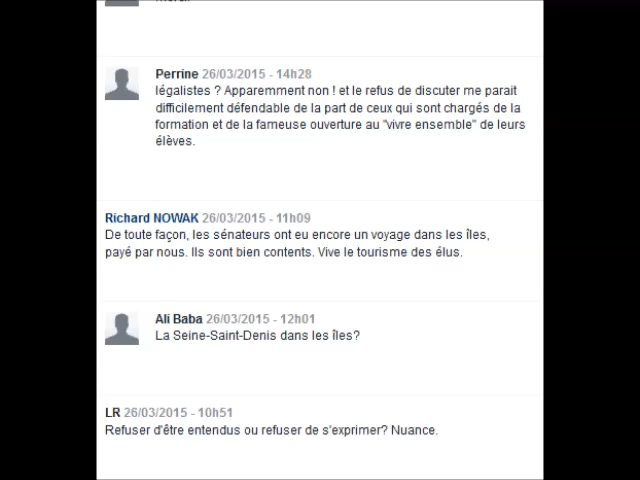 Perrine 26/03/2015 - 14h28
légalistes ? Apparemment non ! et le refus de discuter me parait
difficilement défendable de la part de ceux qui sont chargés de la
formation et de la fameuse ouverture au "vivre ensemble" de leurs
élèves.
Richard NOWAK 26/03/2015 - 11h09
De toute façon, les sénateurs ont eu encore un voyage dans les îles,
payé par nous. Ils sont bien contents. Vive le tourisme des élus.
Ali Baba 26/03/2015 - 12h01
La Seine-Saint-Denis dans les îles?
LR 26/03/2015 - 10h51
Refuser d'être entendus ou refuser de s'exprimer? Nuance.